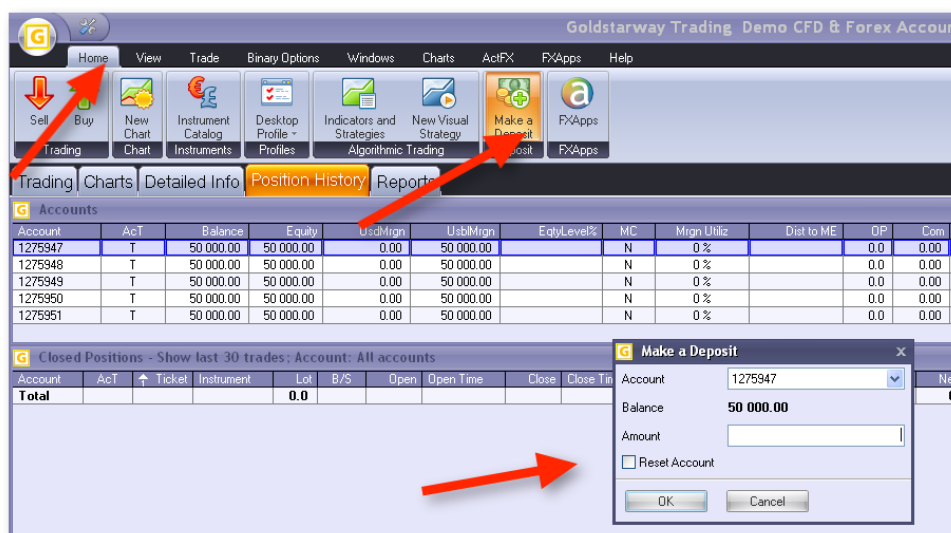 G
Goldstarway Trading Demo CFD & Forex Accoun
Home View Trade Binary Options Windows Charts ActFX FXApps Help
Sell Buy New Chart Instrument Catalog Desktop Profile Indicators and Strategies New Visual Strategy Make a Deposit FXApps
Trading Chart Instruments Profiles Algorithmic Trading FXApps
Trading Charts Detailed Info Position History Reports
G Accounts
Account AcT Balance Equity UsdMrgn UsblMrgn EqtyLevel% MC Mrgn Utiliz Dist to ME OP Com
1275947 T 50 000.00 50 000.00 0.00 50 000.00 N 0 % 0.0 0.00
1275948 T 50 000.00 50 000.00 0.00 50 000.00 N 0 % 0.0 0.00
1275949 T 50 000.00 50 000.00 0.00 50 000.00 N 0 % 0.0 0.00
1275950 T 50 000.00 50 000.00 0.00 50 000.00 N 0 % 0.0 0.00
1275951 T 50 000.00 50 000.00 0.00 50 000.00 N 0 % 0.0 0.00
G Closed Positions - Show last 30 trades; Account: All accounts
Account AcT Ticket Instrument Lot B/S Open Open Time Close Close Tim Ne
Total 0.0
G Make a Deposit x
Account 1275947
Balance 50 000.00
Amount
Reset Account
OK Cancel